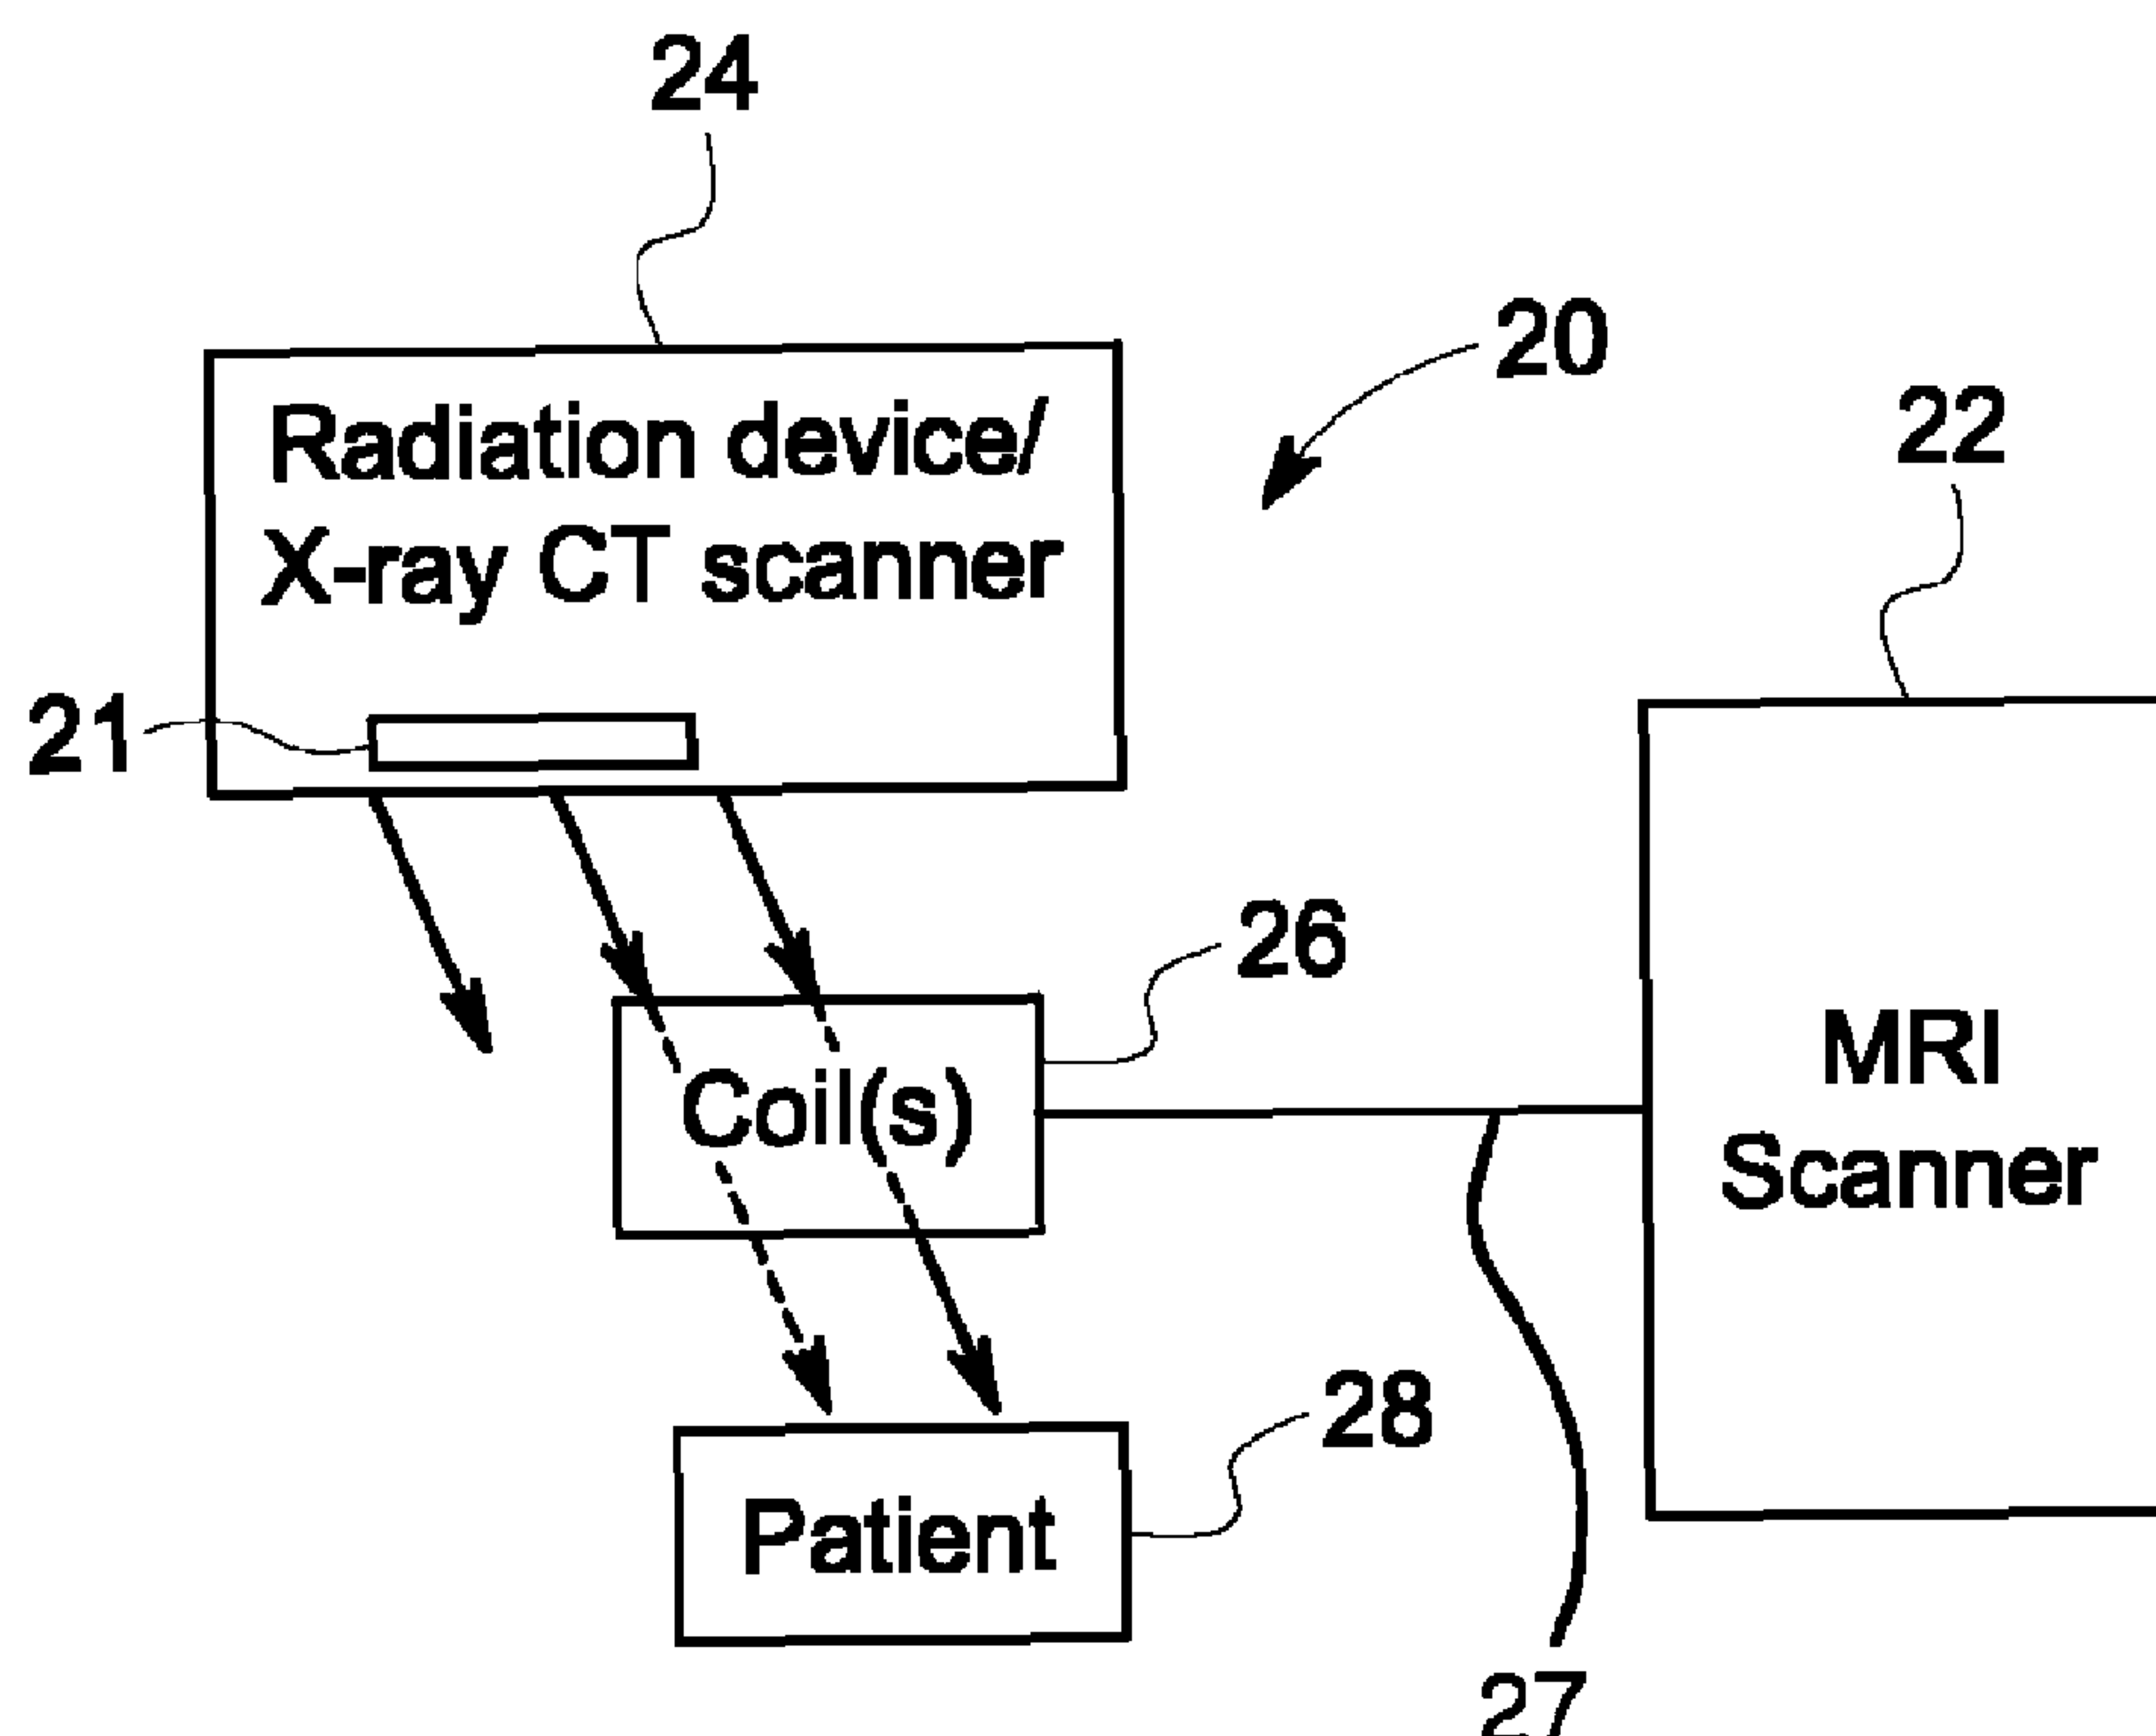 24
20
22
Radiation device/
X-ray CT scanner
21
26
Coil(s)
MRI
Scanner
28
Patient
27